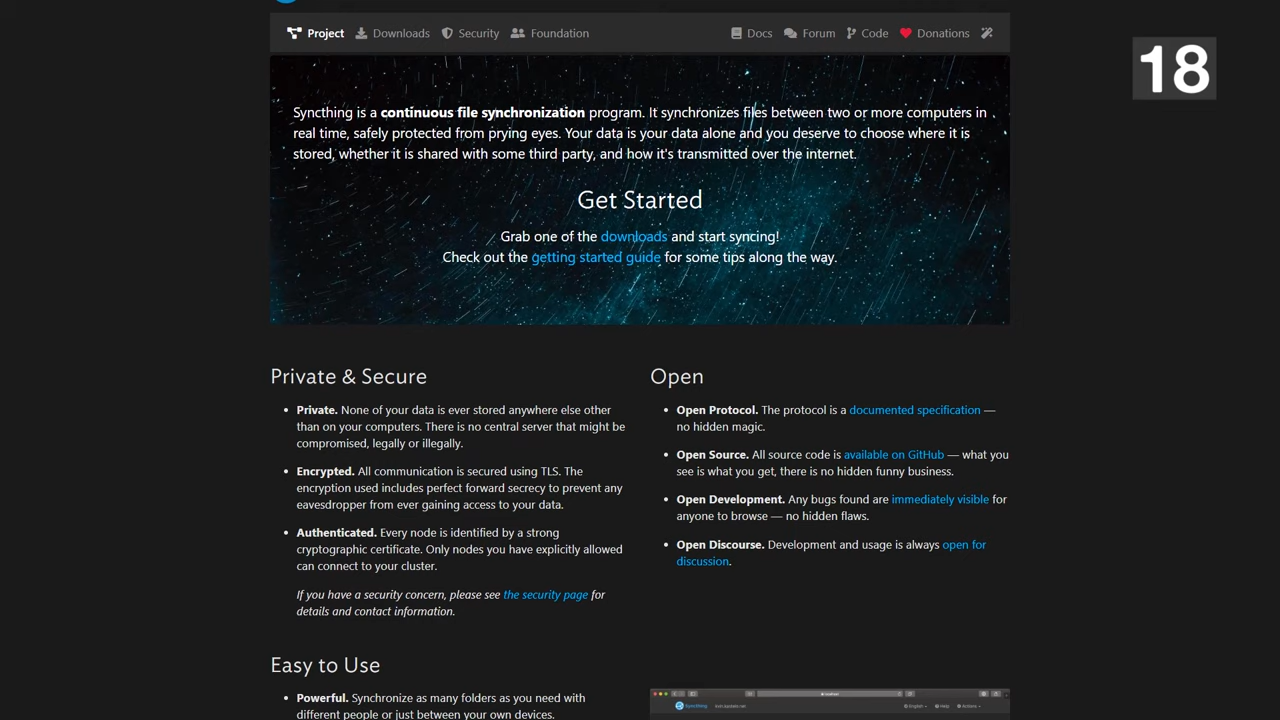 Project Downloads Security Foundation Docs Forum Code Donations
18
Syncthing is a continuous file synchronization program. It synchronizes files between two or more computers in
real time, safely protected from prying eyes. Your data is your data alone and you deserve to choose where it is
stored, whether it is shared with some third party, and how it's transmitted over the internet.
Get Started
Grab one of the downloads and start syncing!
Check out the getting started guide for some tips along the way.
Private & Secure
Private. None of your data is ever stored anywhere else other
than on your computers. There is no central server that might be
compromised, legally or illegally.
Encrypted. All communication is secured using TLS. The
encryption used includes perfect forward secrecy to prevent any
eavesdropper from ever gaining access to your data.
Authenticated. Every node is identified by a strong
cryptographic certificate. Only nodes you have explicitly allowed
can connect to your cluster.
If you have a security concern, please see the security page for
details and contact information.
Open
Open Protocol. The protocol is a documented specification —
no hidden magic.
Open Source. All source code is available on GitHub — what you
see is what you get, there is no hidden funny business.
Open Development. Any bugs found are immediately visible for
anyone to browse — no hidden flaws.
Open Discourse. Development and usage is always open for
discussion.
Easy to Use
Powerful. Synchronize as many folders as you need with
different people or just between your own devices.
Syncthing
English Help Actions